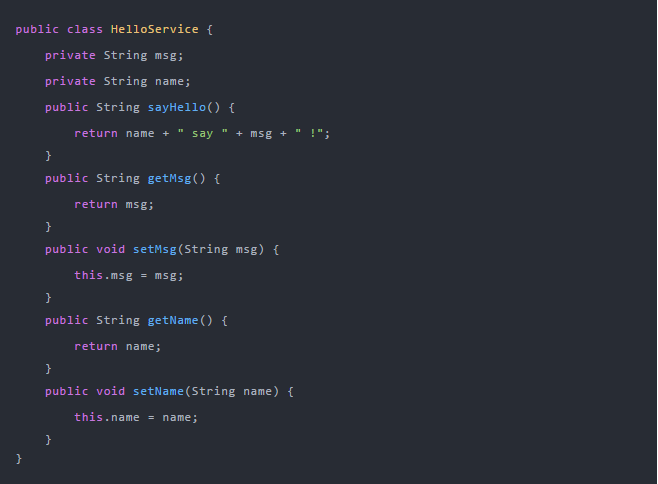 public class HelloService {
    private String msg;
    private String name;
    public String sayHello() {
        return name + " say " + msg + " !";
    }
    public String getMsg() {
        return msg;
    }
    public void setMsg(String msg) {
        this.msg = msg;
    }
    public String getName() {
        return name;
    }
    public void setName(String name) {
        this.name = name;
    }
}